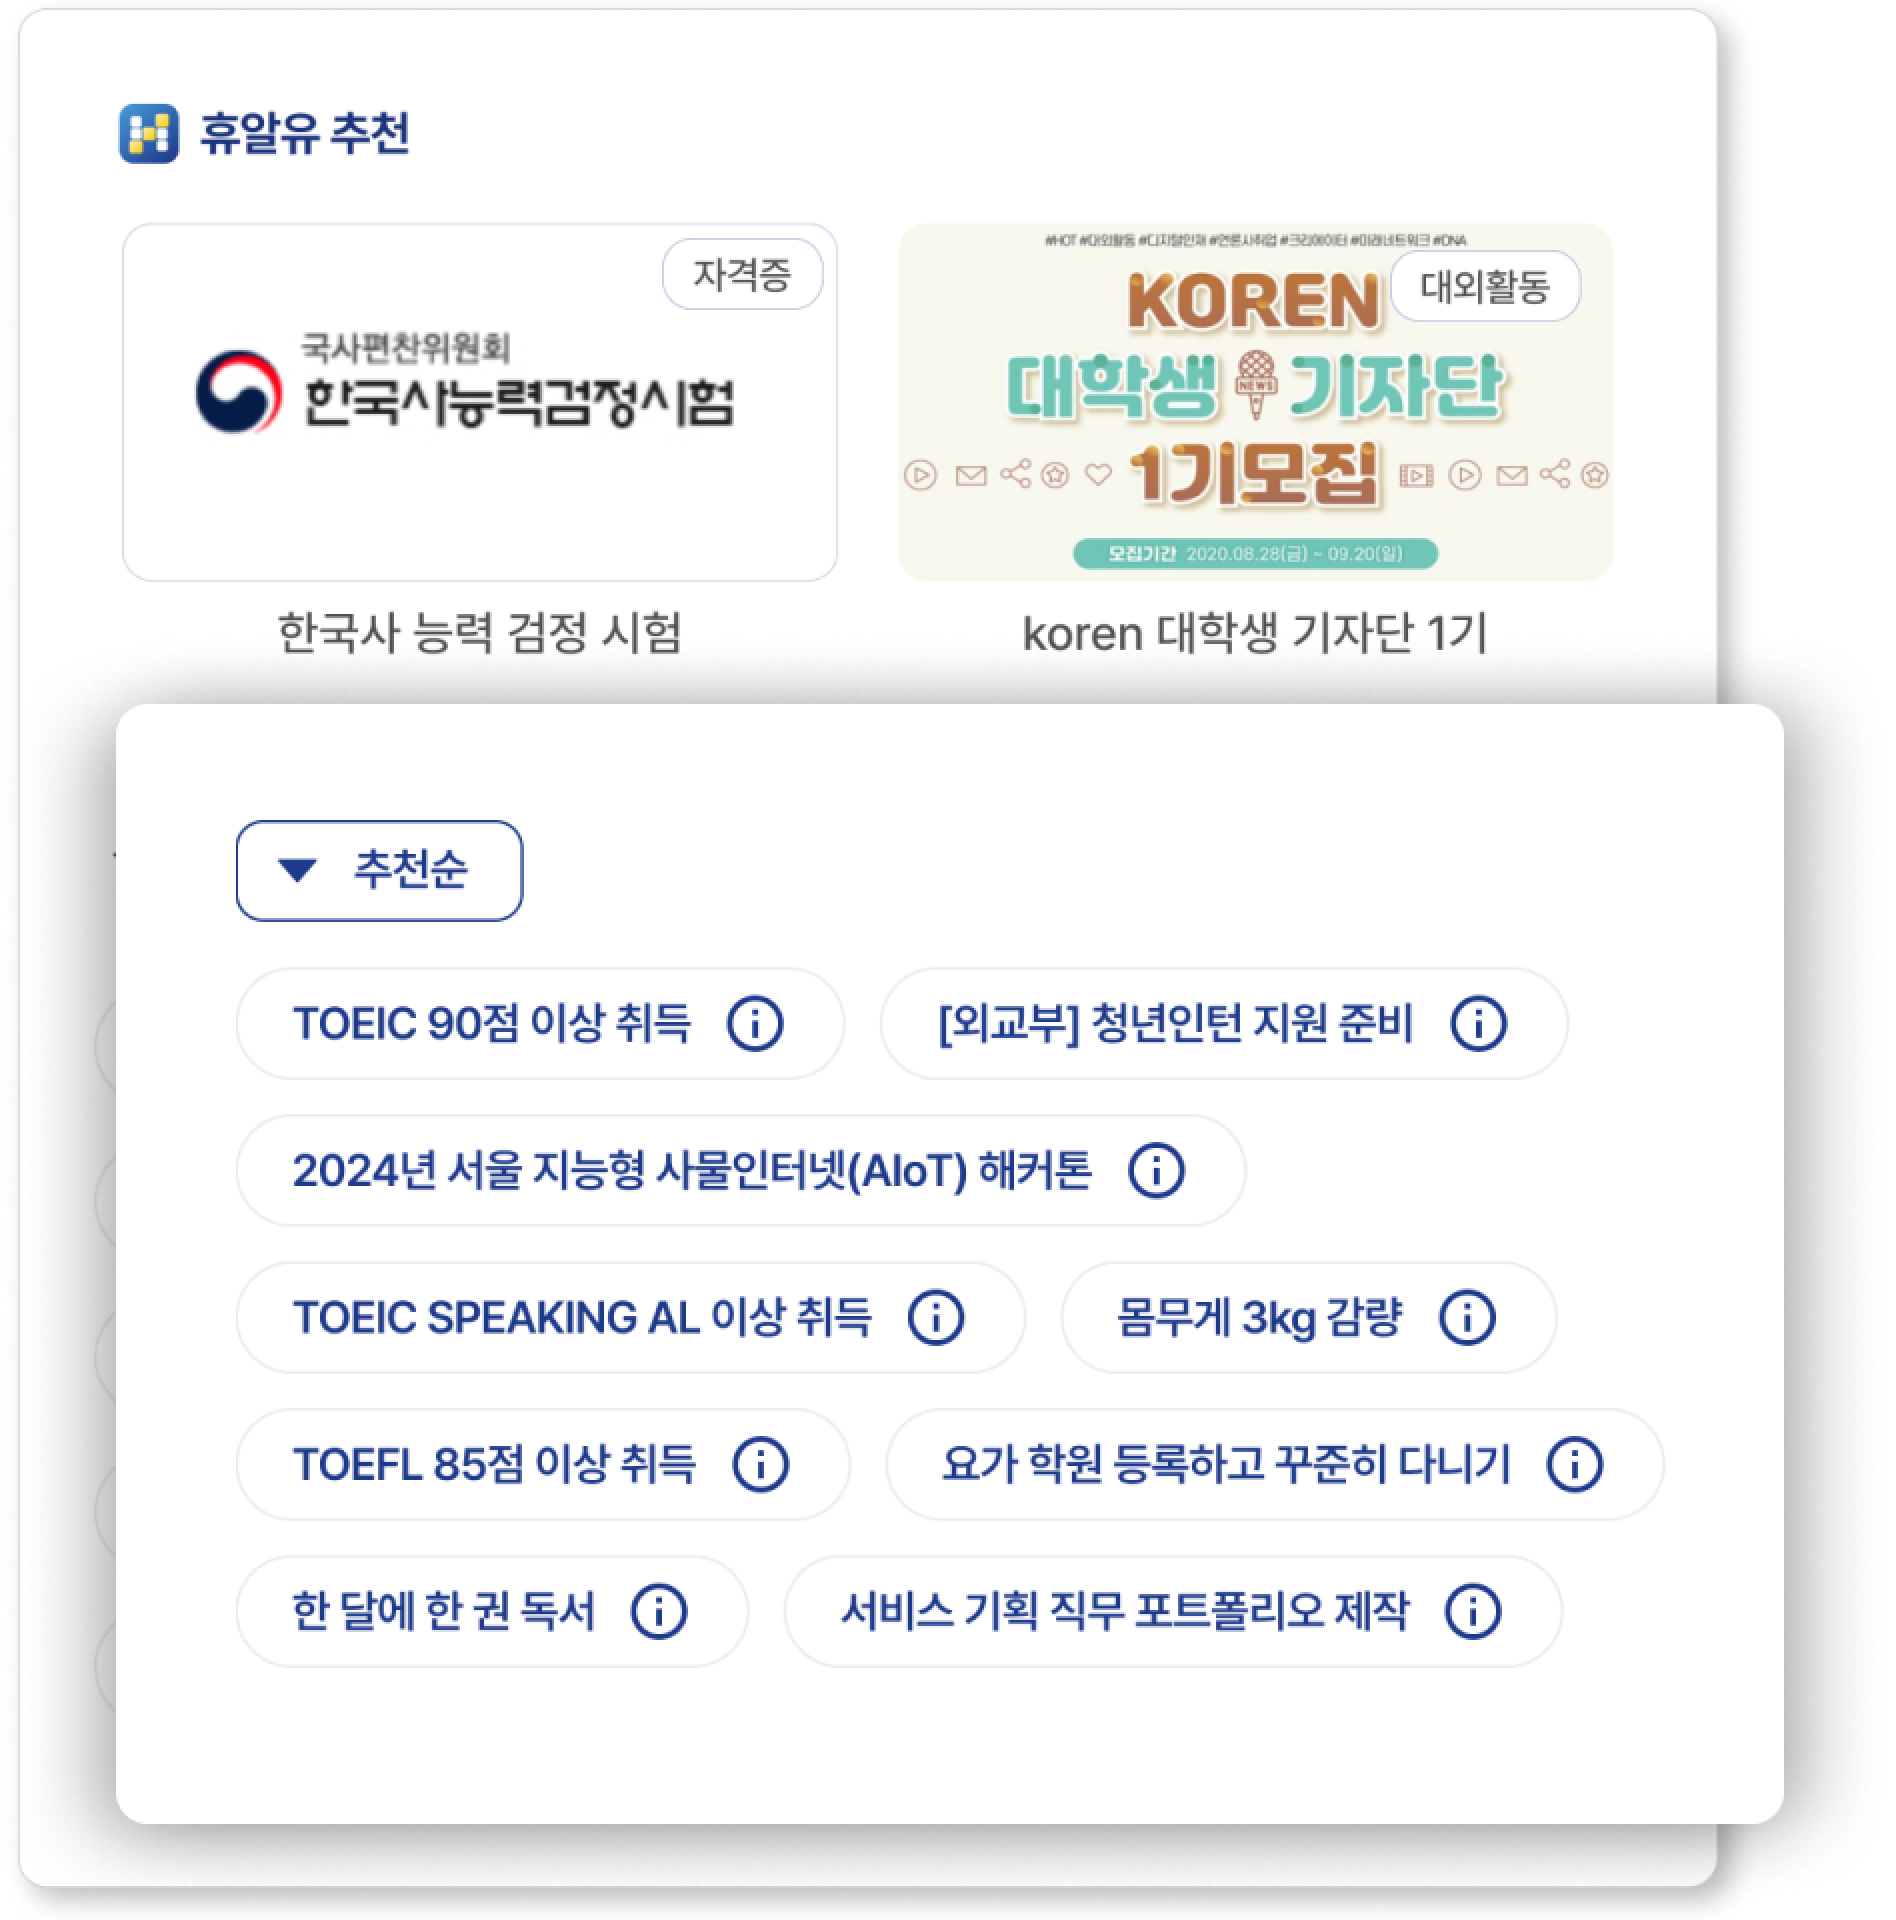 휴알유 추천
자격증
국사편찬위원회
한국사능력검정시험
한국사 능력 검정 시험
#HOT #대외활동 #디지털인재 #언론사취업 #크리에이터 #미래네트워크 #DNA
대외활동
KOREN
대학생 NEWS 기자단
1기모집
모집기간 2020.08.28(금) ~ 09.20(일)
koren 대학생 기자단 1기
추천순
TOEIC 90점 이상 취득
[외교부] 청년인턴 지원 준비
2024년 서울 지능형 사물인터넷(AIoT) 해커톤
TOEIC SPEAKING AL 이상 취득
몸무게 3kg 감량
TOEFL 85점 이상 취득
요가 학원 등록하고 꾸준히 다니기
한 달에 한 권 독서
서비스 기획 직무 포트폴리오 제작